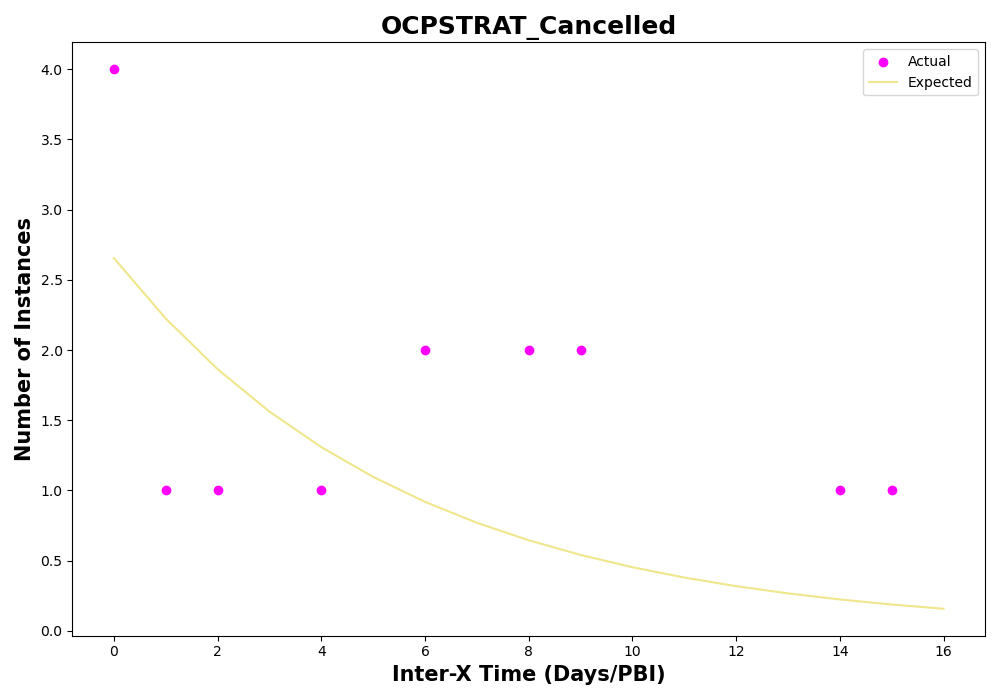 OCPSTRAT_Cancelled
Actual
Expected
Number of Instances
4.0
3.5
3.0
2.5
2.0
1.5
1.0
0.5
0.0
0 2 4 6 8 10 12 14 16
Inter-X Time (Days/PBI)